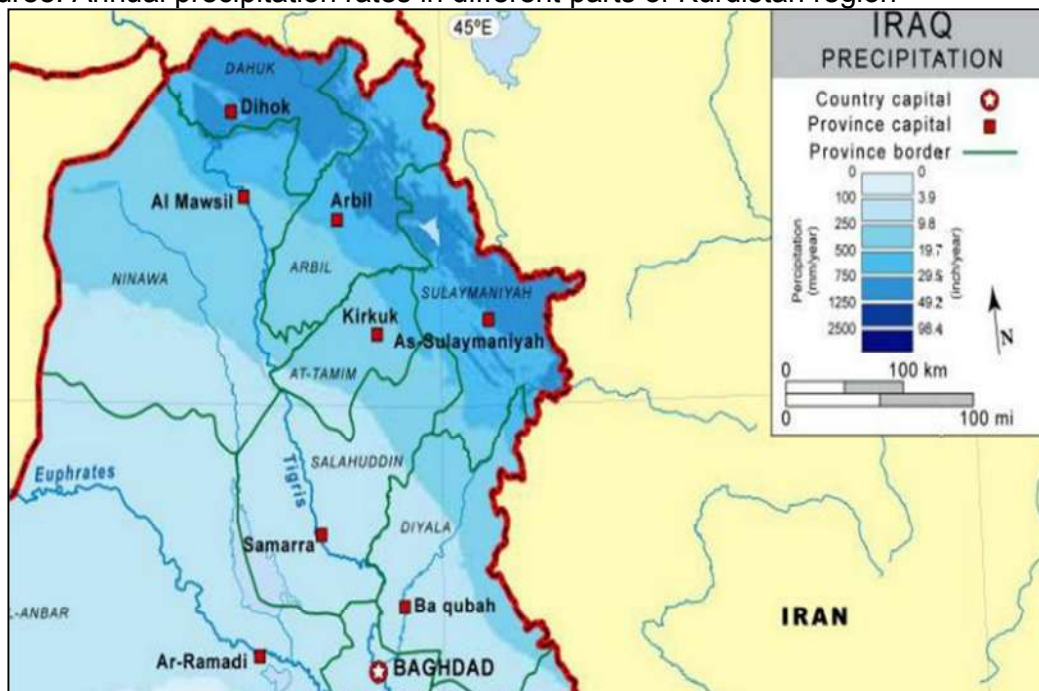 Annual precipitation rates in different parts of Kurdistan region
45°E
IRAQ
PRECIPITATION
Country capital
Province capital
Province border
0 0
100 3.9
250 9.8
500 19.7
750 29.5
1250 49.2
2500 98.4
Percipitation
(mm/year)
(inch/year)
N
0 100 km
0 100 mi
DAHUK
Dihok
Al Mawsil
Arbil
NINAWA
ARBIL
SULAYMANIYAH
Kirkuk
As-Sulaymaniyah
AT-TAMIM
SALAHUDDIN
Euphrates
Tigris
DIYALA
Samarra
L-ANBAR
Ba qubah
IRAN
Ar-Ramadi
BAGHDAD